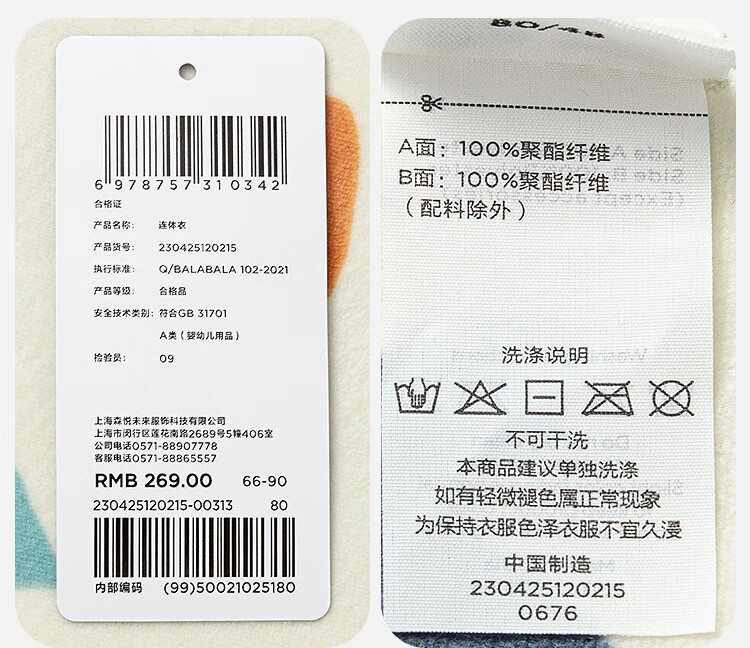 6 978757 310342
合格证
产品名称: 连体衣
产品货号: 230425120215
执行标准: Q/BALABALA 102-2021
产品等级: 合格品
安全技术类别: 符合GB 31701
A类（婴幼儿用品）
检验员: 09
上海森悦未来服饰科技有限公司
上海市闵行区莲花南路2689号5幢406室
公司电话0571-88907778
客服电话0571-88865557
RMB 269.00 66-90
230425120215-00313 80
内部编码 (99)50021025180
80/48
A面: 100%聚酯纤维
B面: 100%聚酯纤维
（配料除外）
洗涤说明
不可干洗
本商品建议单独洗涤
如有轻微褪色属正常现象
为保持衣服色泽衣服不宜久浸
中国制造
230425120215
0676